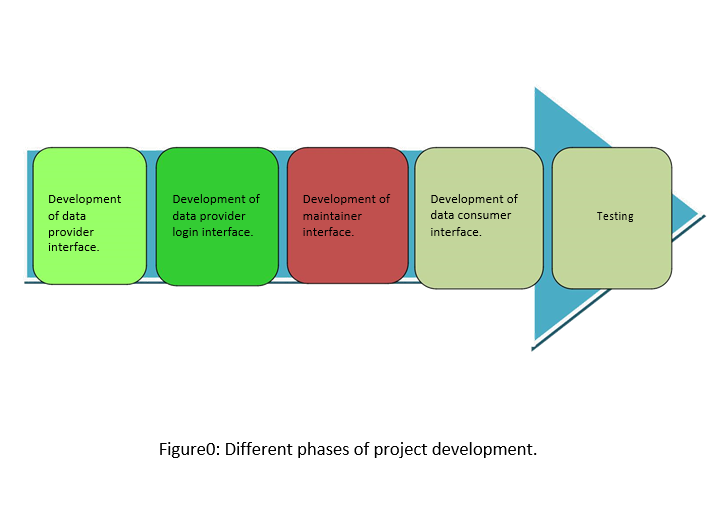 Development
of data
provider
interface.
Development of
data provider
login interface.
Development of
maintainer
interface.
Development of
data consumer
interface.
Testing
Figure0: Different phases of project development.